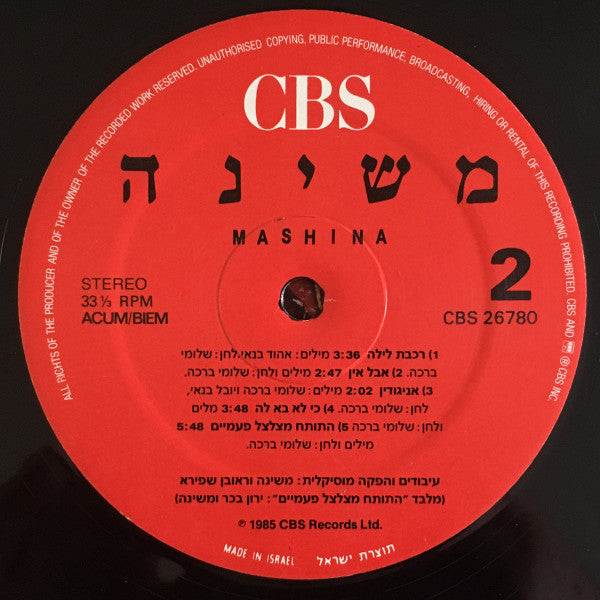 ALL RIGHTS OF THE PRODUCER AND OF THE OWNER OF THE RECORDED WORK RESERVED. UNAUTHORISED COPYING, PUBLIC PERFORMANCE, BROADCASTING, HIRING OR RENTAL OF THIS RECORDING PROHIBITED. CBS AND
® CBS INC.
CBS
משינה
MASHINA
2
STEREO
33 ⅓ RPM
ACUM/BIEM
CBS 26780
1) רכבת לילה 3:36 מילים: אהוד בנאי.לחן: שלומי
ברכה. 2) אבל אין 2:47 מילים ולחן: שלומי ברכה.
3) אניגודין 2:02 מילים: שלומי ברכה ויובל בנאי,
לחן: שלומי ברכה. 4) כי לא בא לה 3:48 מלים
ולחן: שלומי ברכה 5) התותח מצלצל פעמיים 5:48
מילים ולחן: שלומי ברכה.
עיבודים והפקה מוסיקלית: משינה וראובן שפירא
(מלבד "התותח מצלצל פעמיים": ירון בכר ומשינה)
℗ 1985 CBS Records Ltd.
MADE IN ISRAEL תוצרת ישראל